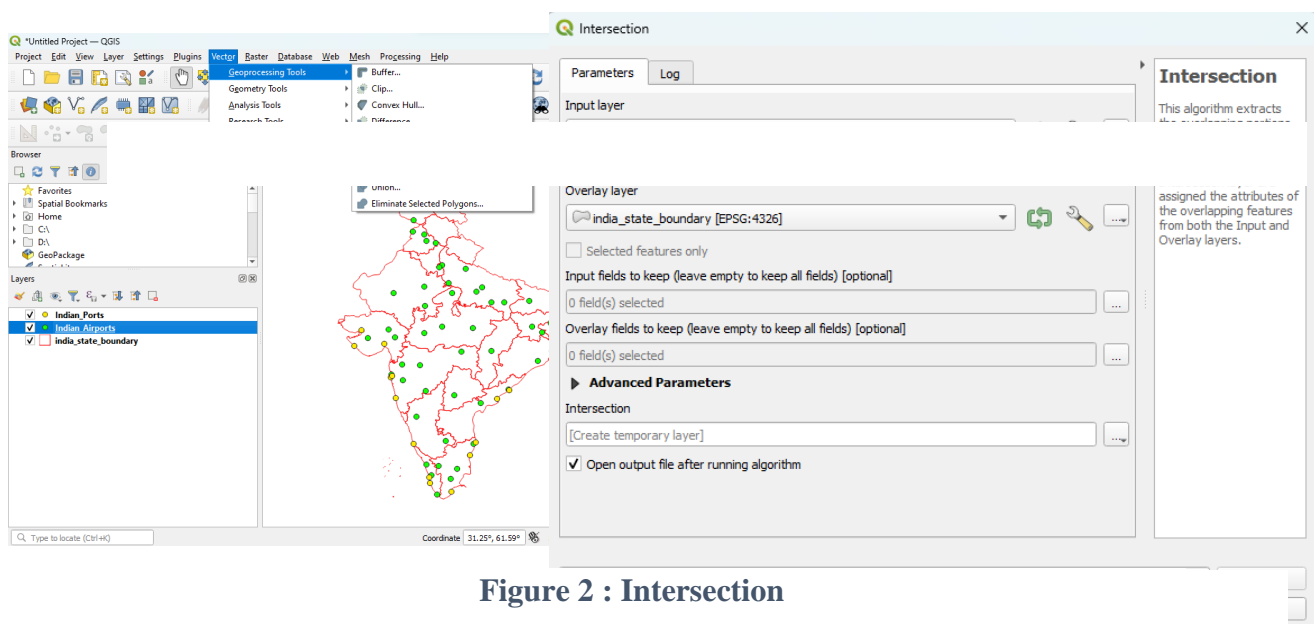 *Untitled Project — QGIS
Project Edit View Layer Settings Plugins Vector Raster Database Web Mesh Processing Help
Geoprocessing Tools
Geometry Tools
Analysis Tools
Research Tools
Buffer...
Clip...
Convex Hull...
Difference
Union...
Eliminate Selected Polygons...
Browser
Favorites
Spatial Bookmarks
Home
C:\
D:\
GeoPackage
Layers
Indian_Ports
Indian_Airports
india_state_boundary
Type to locate (Ctrl+K)
Coordinate 31.25°, 61.59°
Intersection
Parameters Log
Input layer
Overlay layer
india_state_boundary [EPSG:4326]
Selected features only
Input fields to keep (leave empty to keep all fields) [optional]
0 field(s) selected
...
Overlay fields to keep (leave empty to keep all fields) [optional]
0 field(s) selected
...
Advanced Parameters
Intersection
[Create temporary layer]
...
Open output file after running algorithm
Intersection
This algorithm extracts
the overlapping portions
assigned the attributes of
the overlapping features
from both the Input and
Overlay layers.
Figure 2 : Intersection